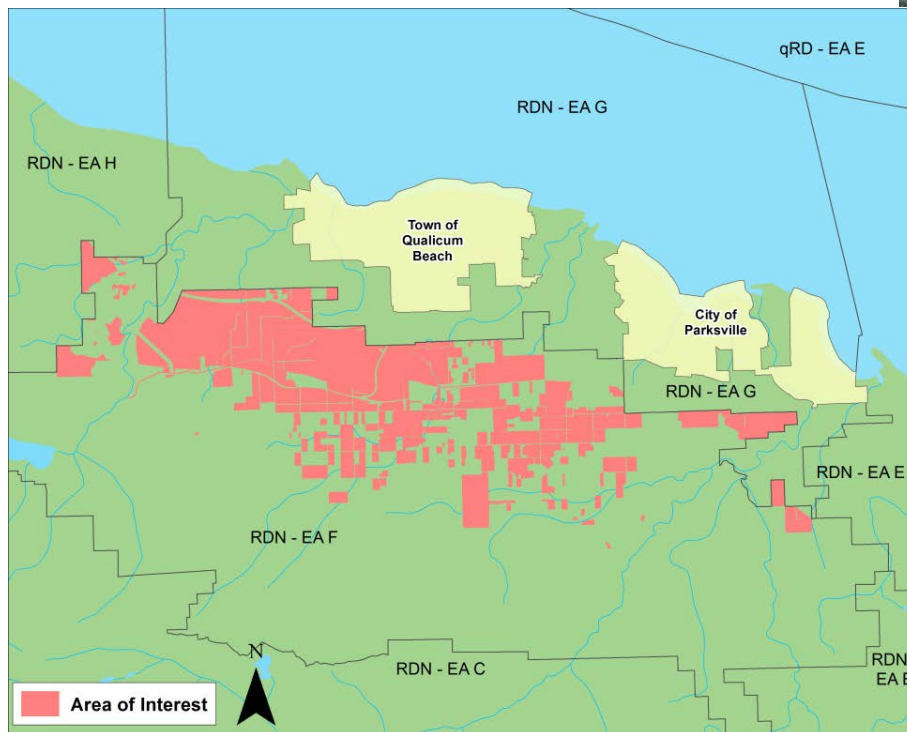 qRD - EA E
RDN - EA G
RDN - EA H
Town of
Qualicum
Beach
City of
Parksville
RDN - EA G
RDN - EA E
RDN - EA F
N
RDN - EA C
RDN
EA E
Area of Interest